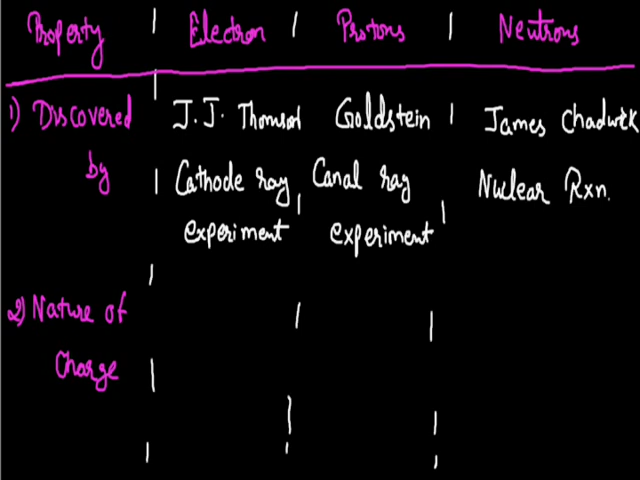 Property Electron Protons Neutrons
1) Discovered J.J. Thomson Goldstein James Chadwick
by Cathode ray Canal ray Nuclear Rxn.
experiment experiment
2) Nature of
Charge